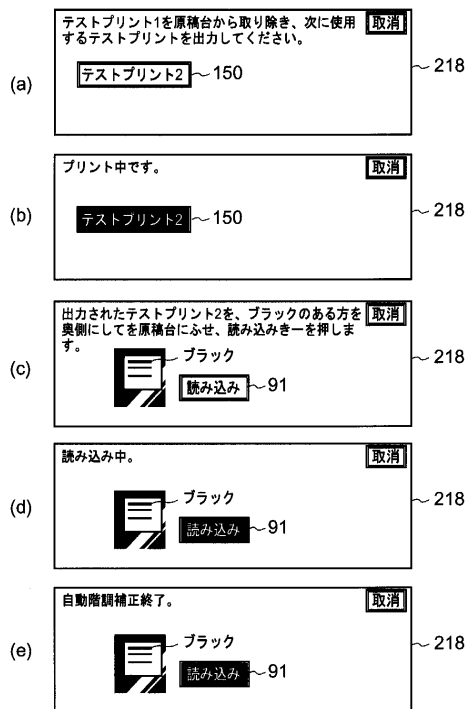 テストプリント1を原稿台から取り除き、次に使用
するテストプリントを出力してください。
取消
テストプリント2
150
218
(a)
プリント中です。
取消
テストプリント2
150
218
(b)
出力されたテストプリント2を、ブラックのある方を
奥側にしてを原稿台にふせ、読み込みきーを押しま
す。
取消
ブラック
読み込み
91
218
(c)
読み込み中。
取消
ブラック
読み込み
91
218
(d)
自動階調補正終了。
取消
ブラック
読み込み
91
218
(e)